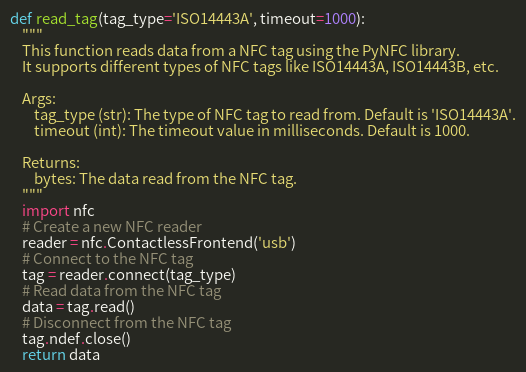 def read_tag(tag_type='ISO14443A', timeout=1000):
"""
This function reads data from a NFC tag using the PyNFC library.
It supports different types of NFC tags like ISO14443A, ISO14443B, etc.
Args:
tag_type (str): The type of NFC tag to read from. Default is 'ISO14443A'.
timeout (int): The timeout value in milliseconds. Default is 1000.
Returns:
bytes: The data read from the NFC tag.
"""
import nfc
# Create a new NFC reader
reader = nfc.ContactlessFrontend('usb')
# Connect to the NFC tag
tag = reader.connect(tag_type)
# Read data from the NFC tag
data = tag.read()
# Disconnect from the NFC tag
tag.ndef.close()
return data